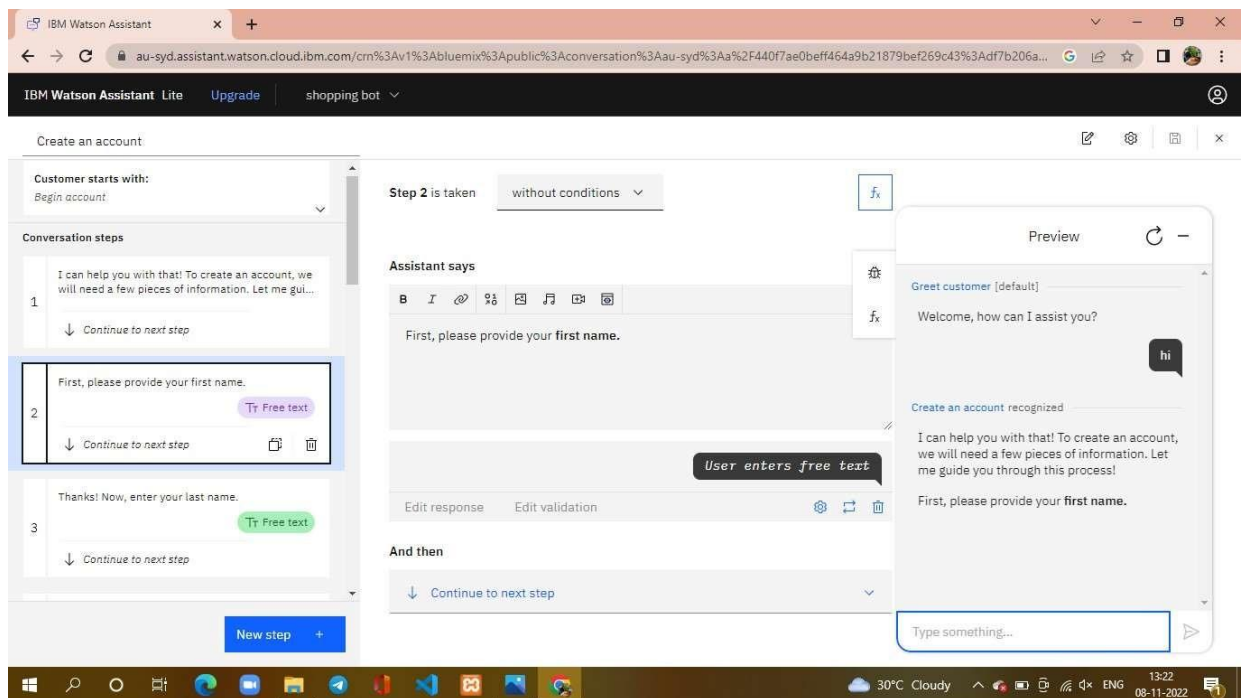 IBM Watson Assistant
au-syd.assistant.watson.cloud.ibm.com/crn%3Av1%3Abluemix%3Apublic%3Aconversation%3Aau-syd%3Aa%2F440f7ae0beff464a9b21879bef269c43%3Adf7b206a...
IBM Watson Assistant Lite Upgrade shopping bot
Create an account
Customer starts with:
Begin account
Conversation steps
1
I can help you with that! To create an account, we
will need a few pieces of information. Let me gui...
Continue to next step
2
First, please provide your first name.
Free text
Continue to next step
3
Thanks! Now, enter your last name.
Free text
Continue to next step
New step +
Step 2 is taken without conditions
fx
Assistant says
B I
First, please provide your first name.
fx
User enters free text
Edit response Edit validation
And then
Continue to next step
Preview
Greet customer [default]
Welcome, how can I assist you?
hi
Create an account recognized
I can help you with that! To create an account,
we will need a few pieces of information. Let
me guide you through this process!
First, please provide your first name.
Type something...
30°C Cloudy ENG 13:22
08-11-2022